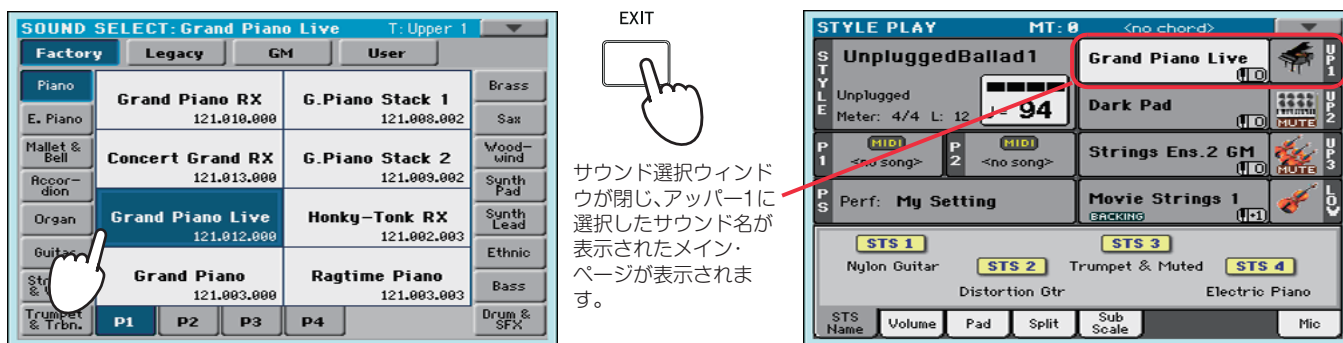 SOUND SELECT: Grand Piano Live T: Upper 1
Factory Legacy GM User
Piano
E. Piano
Mallet & Bell
Accordion
Organ
Trumpet & Trbn.
Grand Piano RX
121.010.000
G.Piano Stack 1
121.008.002
Concert Grand RX
121.013.000
G.Piano Stack 2
121.009.002
Grand Piano Live
121.012.000
Honky-Tonk RX
121.002.003
Grand Piano
121.003.000
Ragtime Piano
121.003.003
Brass
Sax
Wood-
wind
Synth
Pad
Synth
Lead
Ethnic
Bass
Drum &
SFX
P1 P2 P3 P4
EXIT
サウンド選択ウィンド
ウが閉じ、アッパー1に
選択したサウンド名が
表示されたメイン・
ページが表示されま
す。
STYLE PLAY MT: 0 <no chord>
STYLE
UnpluggedBallad1
Unplugged
Meter: 4/4 L: 12
94
Grand Piano Live
0
UP1
Dark Pad
0
MUTE
UP2
P1
MIDI
<no song>
P2
MIDI
<no song>
Strings Ens.2 GM
0
MUTE
UP3
PS
Perf: My Setting
Movie Strings 1
BACKING
+1
LOW
STS 1
Nylon Guitar
STS 2
Distortion Gtr
STS 3
Trumpet & Muted
STS 4
Electric Piano
STS
Name
Volume
Pad
Split
Sub
Scale
Mic